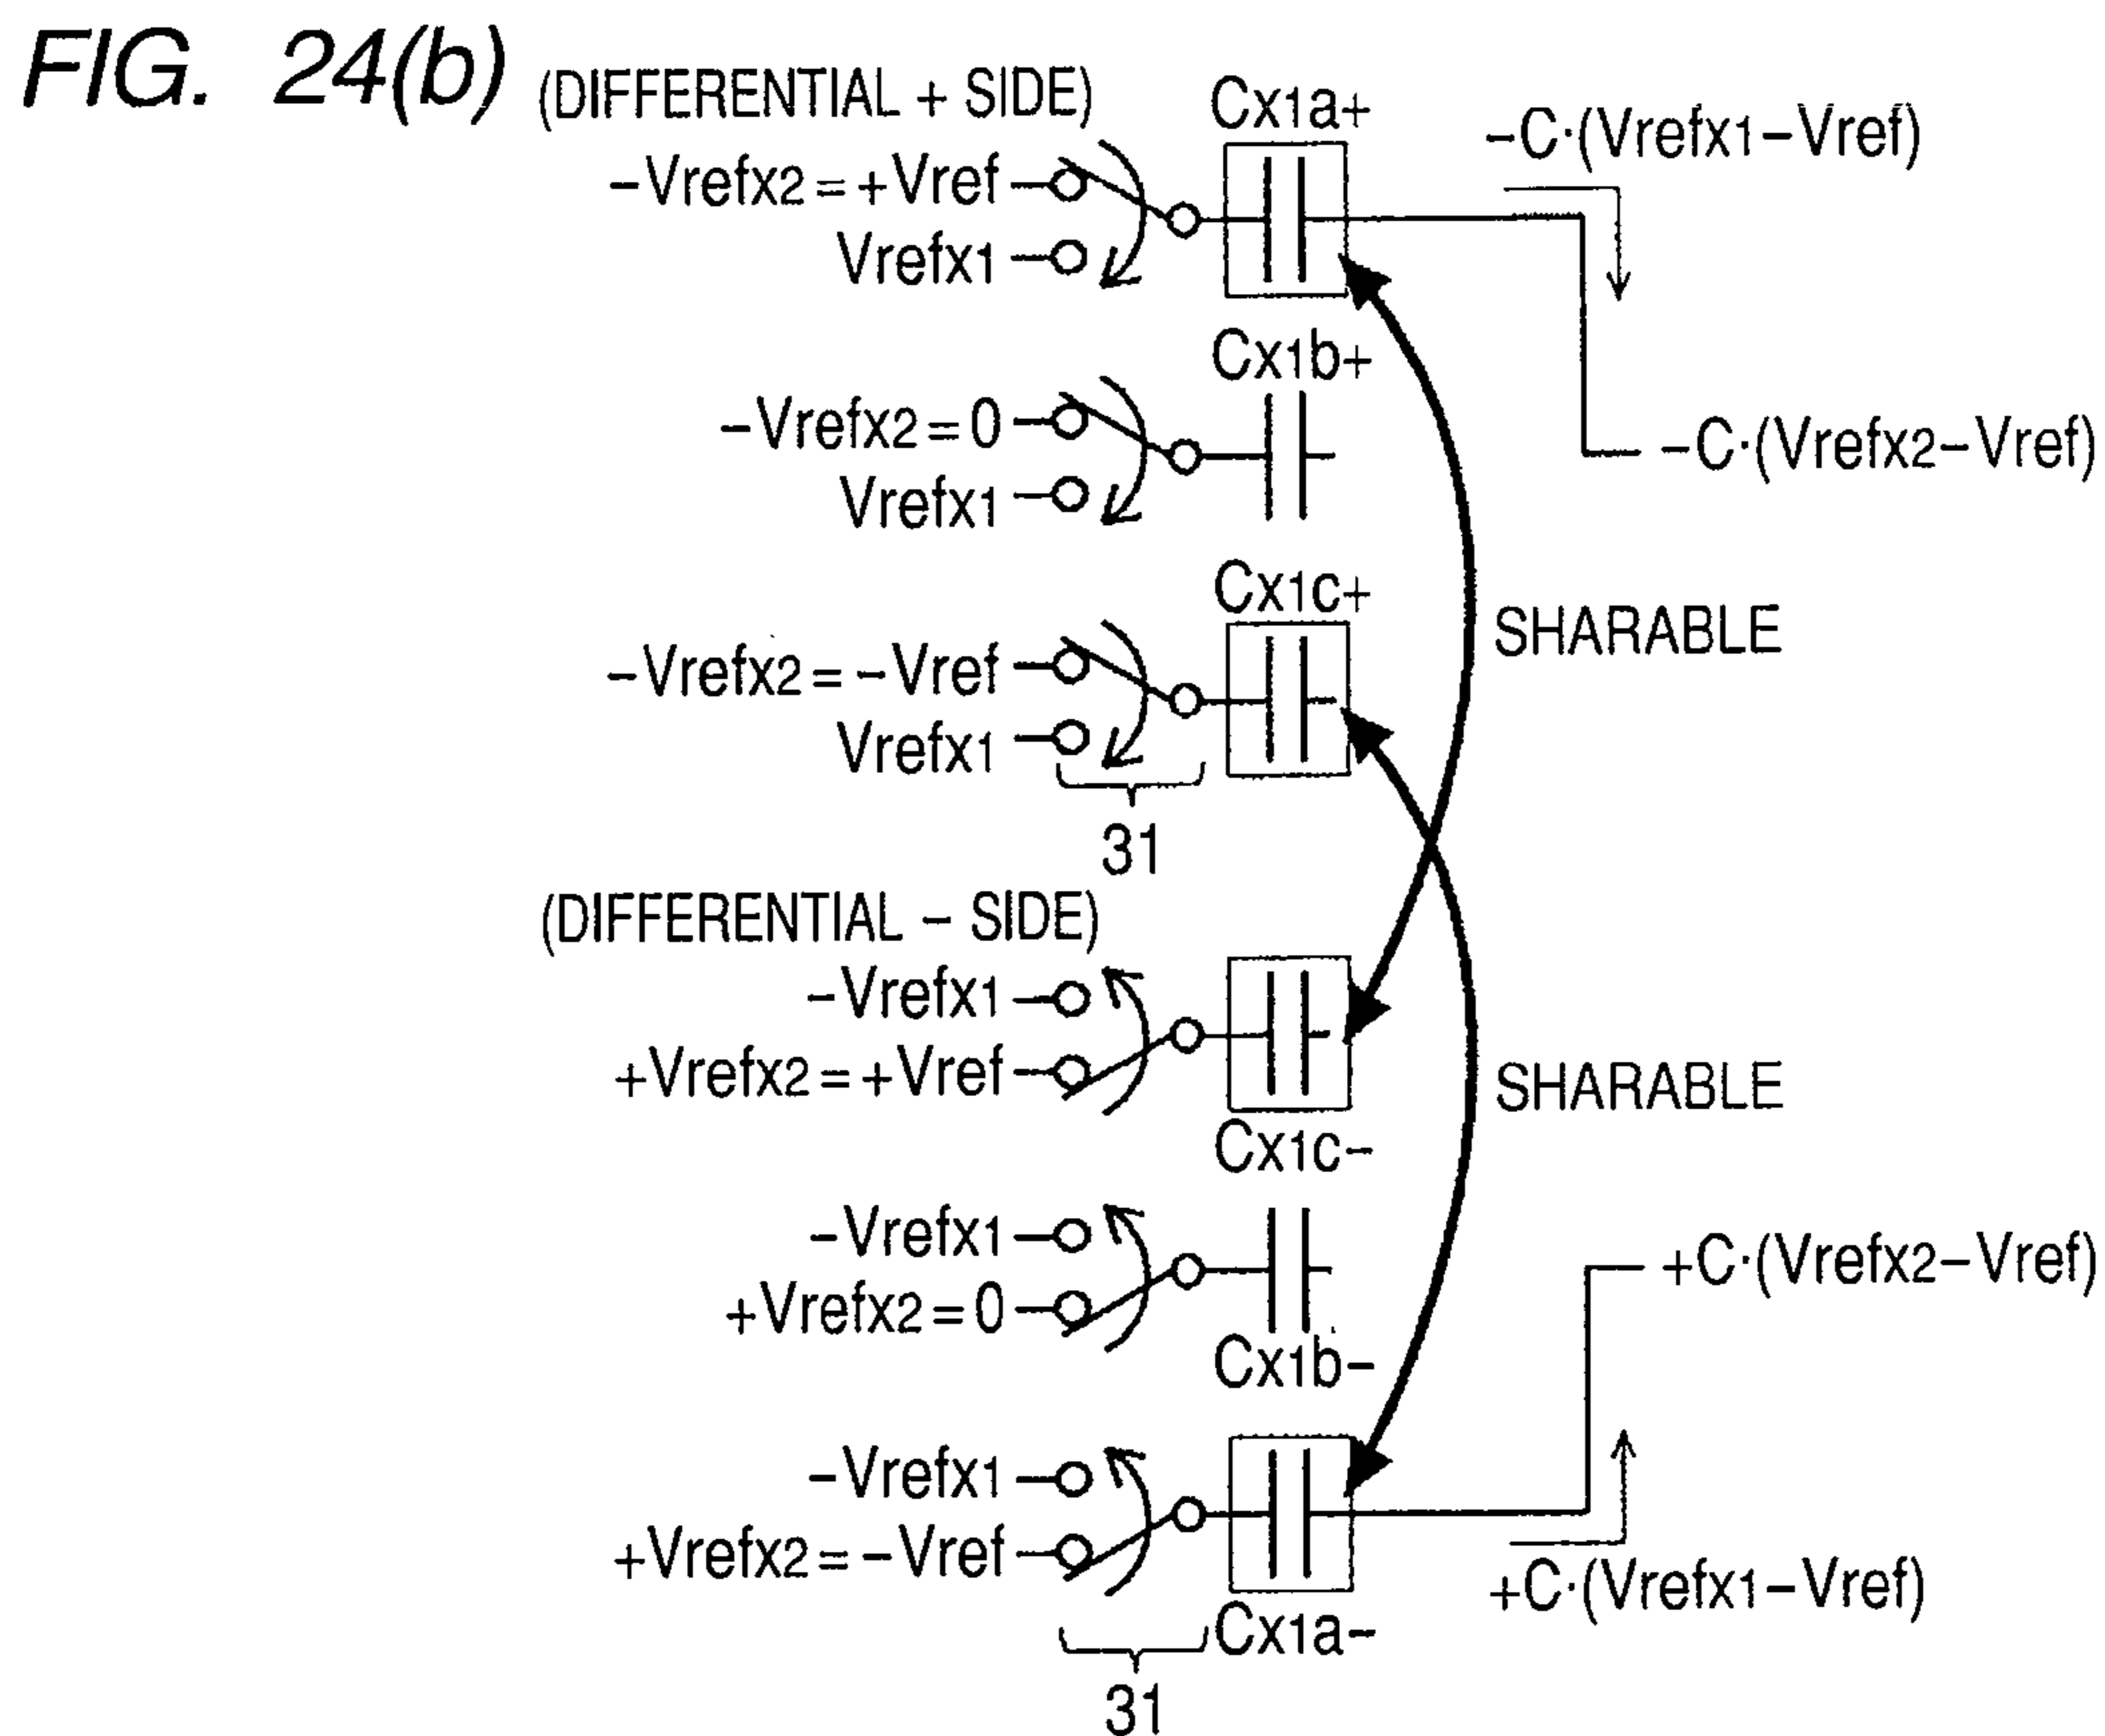 FIG. 24(b)
(DIFFERENTIAL + SIDE)
Cx1a+
-C·(Vrefx1-Vref)
-Vrefx2=+Vref
Vrefx1
Cx1b+
-Vrefx2=0
-C·(Vrefx2-Vref)
Vrefx1
Cx1c+
SHARABLE
-Vrefx2=-Vref
Vrefx1
31
(DIFFERENTIAL - SIDE)
-Vrefx1
+Vrefx2=+Vref
SHARABLE
Cx1c-
-Vrefx1
+C·(Vrefx2-Vref)
+Vrefx2=0
Cx1b-
-Vrefx1
+Vrefx2=-Vref
+C·(Vrefx1-Vref)
Cx1a-
31